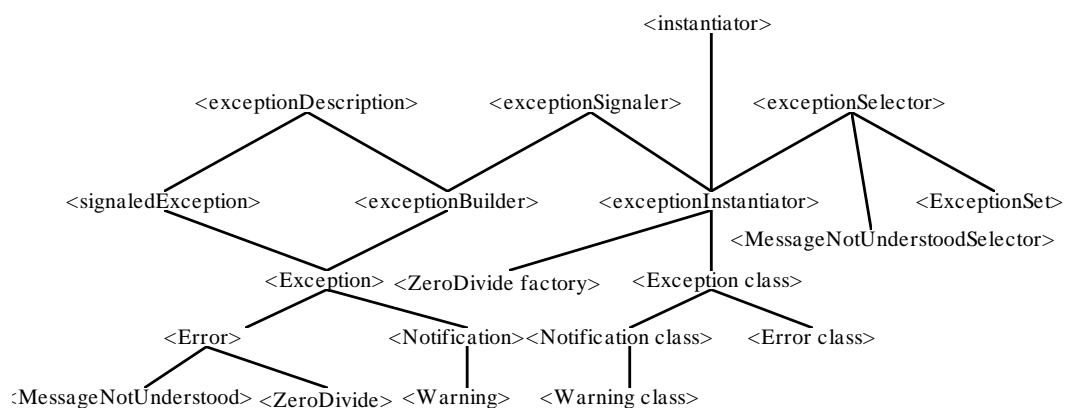 <instantiator>
<exceptionDescription> <exceptionSignaler> <exceptionSelector>
<signaledException> <exceptionBuilder> <exceptionInstantiator> <ExceptionSet>
<MessageNotUnderstoodSelector>
<Exception> <ZeroDivide factory> <Exception class>
<Error> <Notification> <Notification class> <Error class>
<MessageNotUnderstood> <ZeroDivide> <Warning> <Warning class>